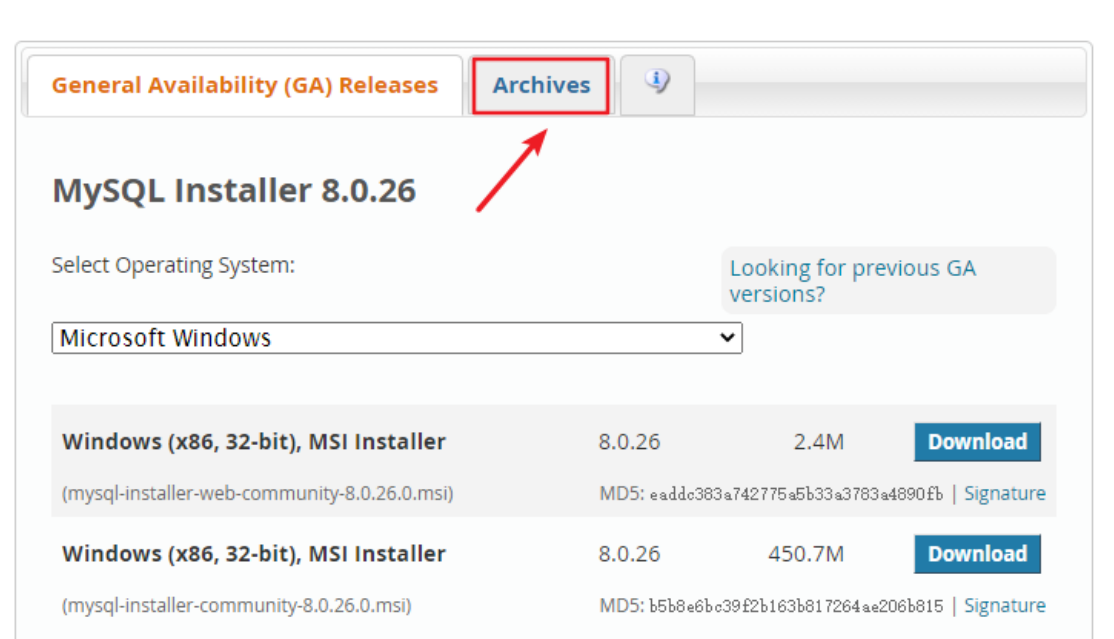 General Availability (GA) Releases
Archives
MySQL Installer 8.0.26
Select Operating System:
Looking for previous GA
versions?
Microsoft Windows
Windows (x86, 32-bit), MSI Installer 8.0.26 2.4M Download
(mysql-installer-web-community-8.0.26.0.msi) MD5: eaddc383a742775a5b33a3783a4890fb | Signature
Windows (x86, 32-bit), MSI Installer 8.0.26 450.7M Download
(mysql-installer-community-8.0.26.0.msi) MD5: b5b8e6bc39f2b163b817264ae206b815 | Signature